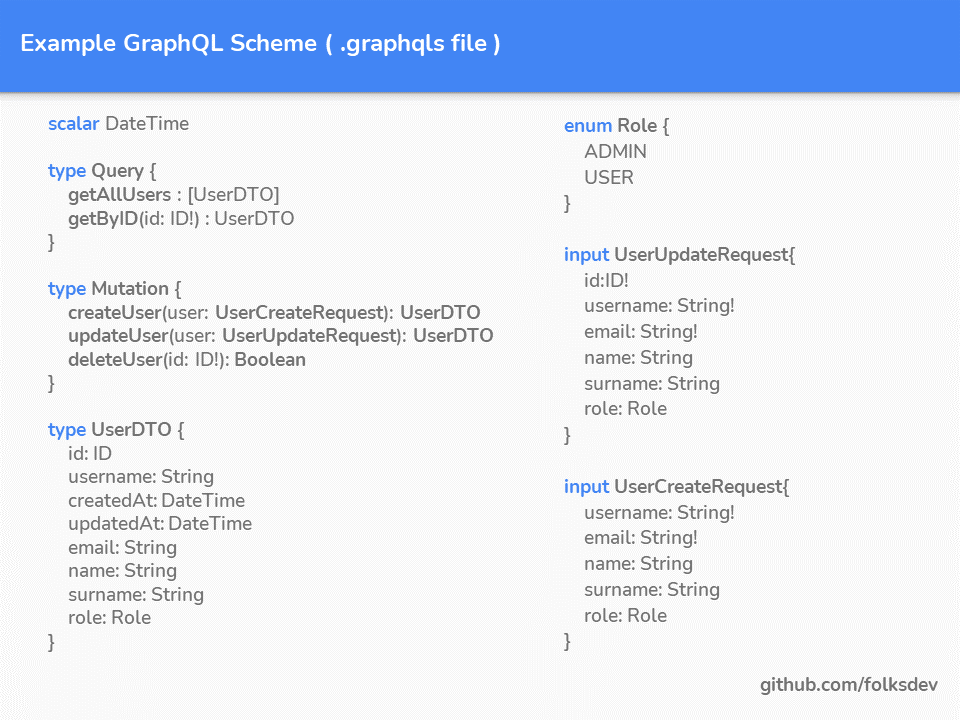 Example GraphQL Scheme ( .graphqls file )
scalar DateTime
type Query {
getAllUsers : [UserDTO]
getByID(id: ID!) : UserDTO
}
type Mutation {
createUser(user: UserCreateRequest): UserDTO
updateUser(user: UserUpdateRequest): UserDTO
deleteUser(id: ID!): Boolean
}
type UserDTO {
id: ID
username: String
createdAt: DateTime
updatedAt: DateTime
email: String
name: String
surname: String
role: Role
}
enum Role {
ADMIN
USER
}
input UserUpdateRequest{
id:ID!
username: String!
email: String!
name: String
surname: String
role: Role
}
input UserCreateRequest{
username: String!
email: String!
name: String
surname: String
role: Role
}
github.com/folksdev